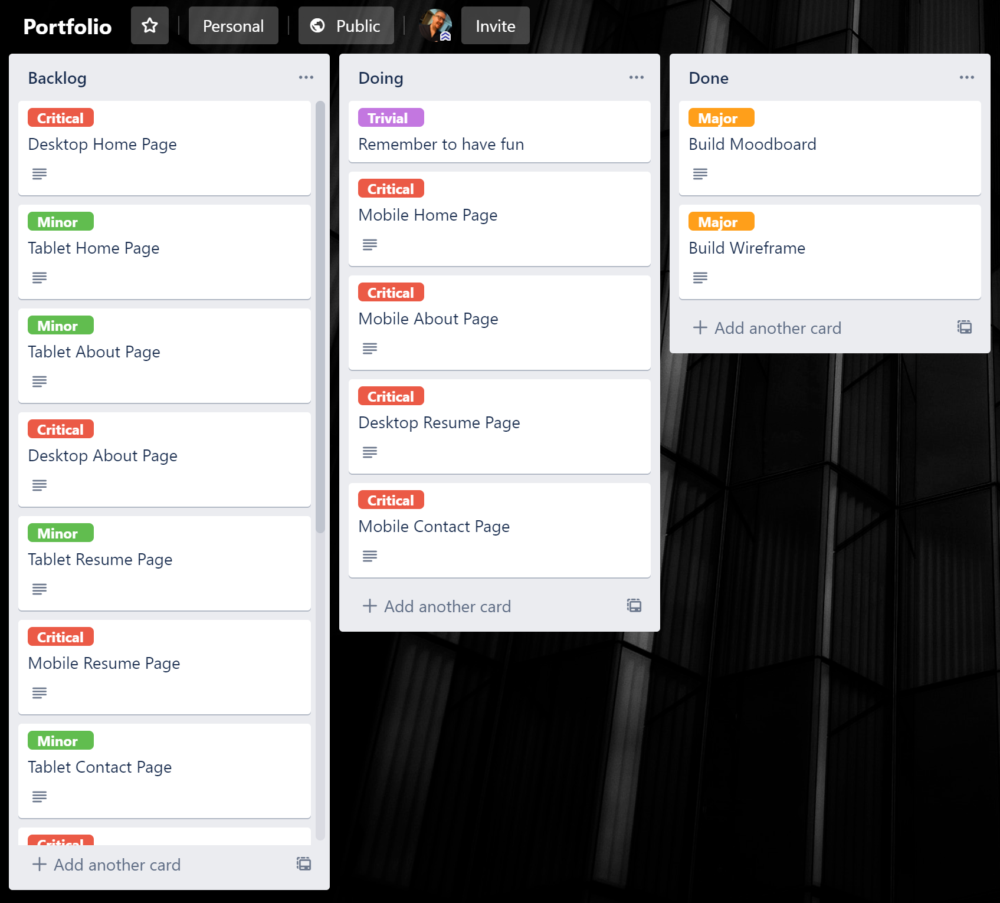 Portfolio
Personal
Public
Invite
Backlog
Critical
Desktop Home Page
Minor
Tablet Home Page
Minor
Tablet About Page
Critical
Desktop About Page
Minor
Tablet Resume Page
Critical
Mobile Resume Page
Minor
Tablet Contact Page
Critical
Add another card
Doing
Trivial
Remember to have fun
Critical
Mobile Home Page
Critical
Mobile About Page
Critical
Desktop Resume Page
Critical
Mobile Contact Page
Add another card
Done
Major
Build Moodboard
Major
Build Wireframe
Add another card